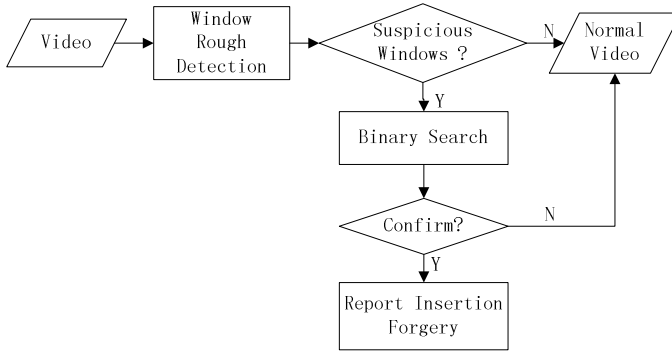 Video
Window
Rough
Detection
Suspicious
Windows ?
N
Normal
Video
Y
Binary Search
Confirm?
N
Y
Report Insertion
Forgery